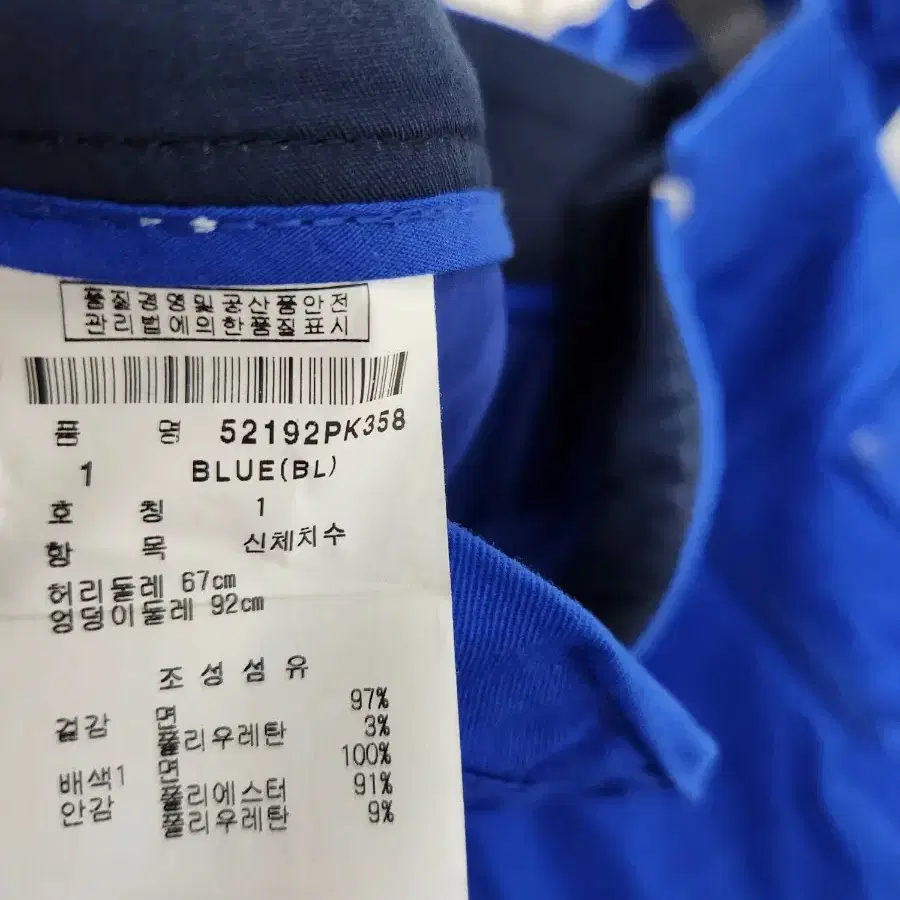 품질경영및공산품안전
관리법에의한품질표시
품 명 52192PK358
1 BLUE(BL)
호 칭 1
항 목 신체치수
허리둘레 67cm
엉덩이둘레 92cm
조성섬유
겉감 면 97%
폴리우레탄 3%
배색1 면 100%
안감 폴리에스터 91%
폴리우레탄 9%